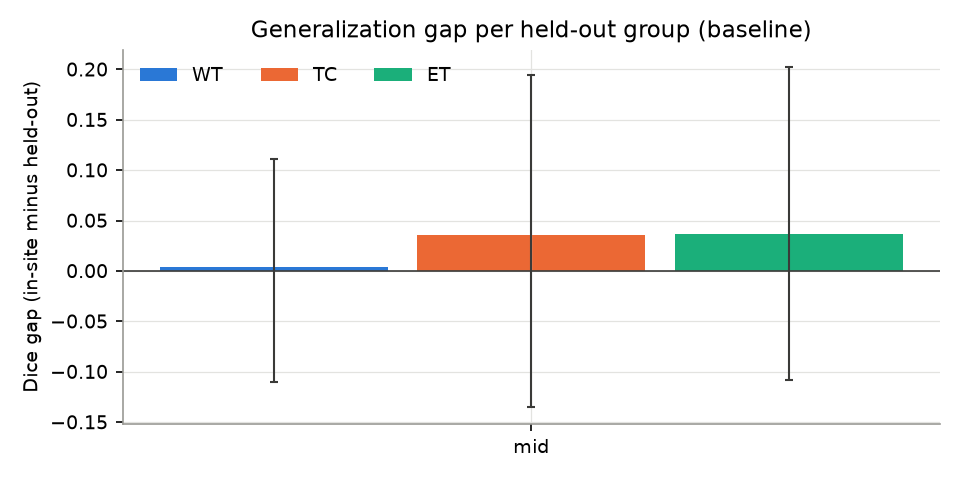 Generalization gap per held-out group (baseline)
WT TC ET
Dice gap (in-site minus held-out)
0.20
0.15
0.10
0.05
0.00
−0.05
−0.10
−0.15
mid